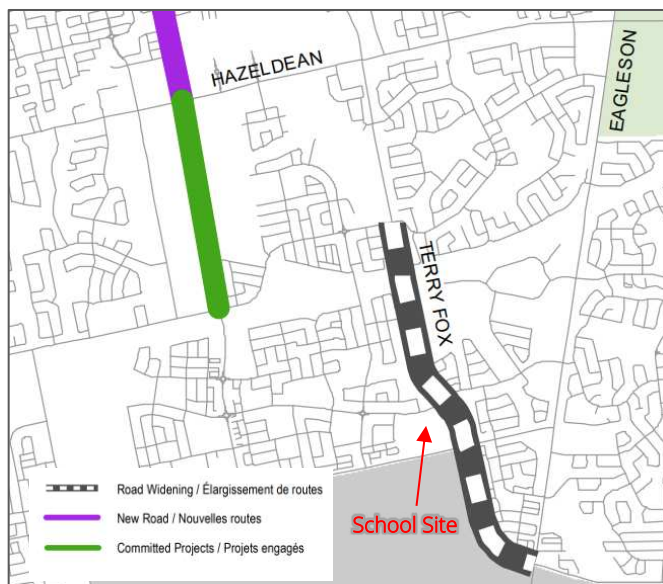 HAZELDEAN
EAGLESON
TERRY FOX
School Site
Road Widening / Élargissement de routes
New Road / Nouvelles routes
Committed Projects / Projets engagés